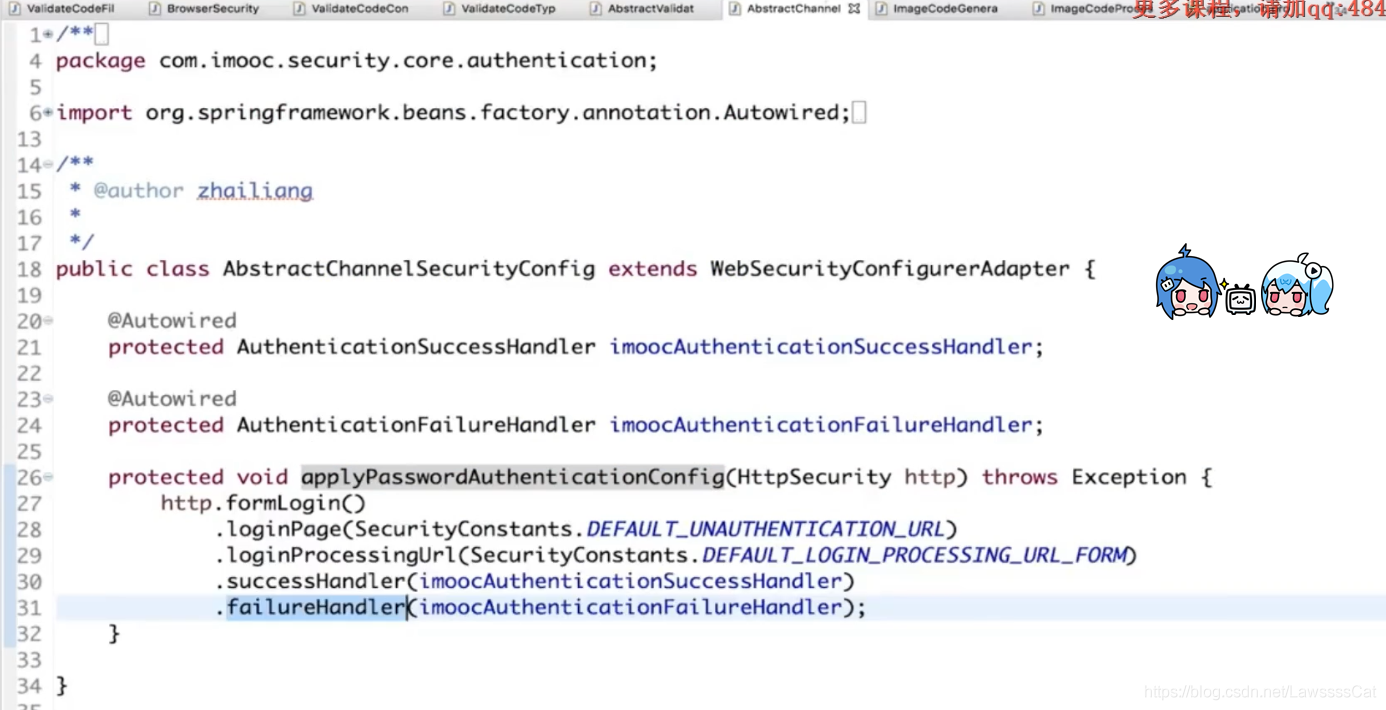 ValidateCodeFil BrowserSecurity ValidateCodeCon ValidateCodeTyp AbstractValidat AbstractChannel ImageCodeGenera
更多课程，请加qq:484
1 /**
4 package com.imooc.security.core.authentication;
5
6 import org.springframework.beans.factory.annotation.Autowired;
13
14 /**
15 * @author zhailiang
16 *
17 */
18 public class AbstractChannelSecurityConfig extends WebSecurityConfigurerAdapter {
19
20 @Autowired
21 protected AuthenticationSuccessHandler imoocAuthenticationSuccessHandler;
22
23 @Autowired
24 protected AuthenticationFailureHandler imoocAuthenticationFailureHandler;
25
26 protected void applyPasswordAuthenticationConfig(HttpSecurity http) throws Exception {
27 http.formLogin()
28 .loginPage(SecurityConstants.DEFAULT_UNAUTHENTICATION_URL)
29 .loginProcessingUrl(SecurityConstants.DEFAULT_LOGIN_PROCESSING_URL_FORM)
30 .successHandler(imoocAuthenticationSuccessHandler)
31 .failureHandler(imoocAuthenticationFailureHandler);
32 }
33
34 }
https://blog.csdn.net/LawssssCat